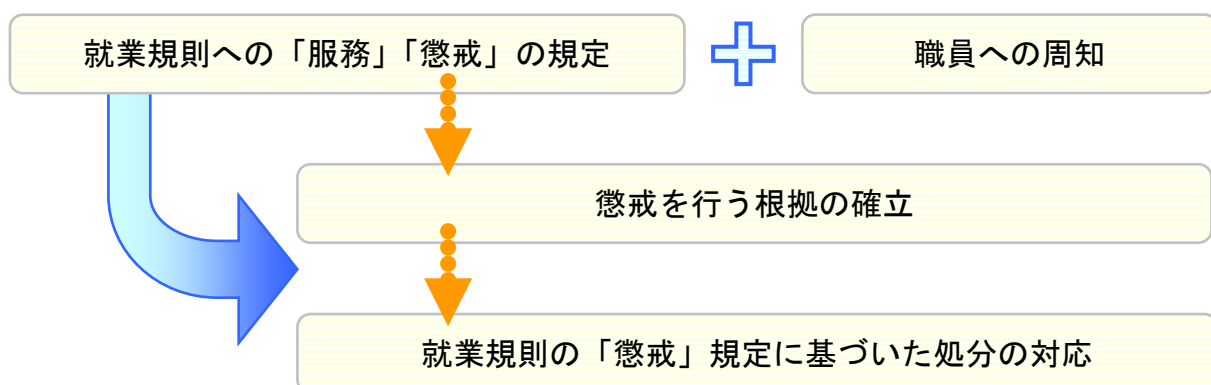 就業規則への「服務」「懲戒」の規定
職員への周知
懲戒を行う根拠の確立
就業規則の「懲戒」規定に基づいた処分の対応